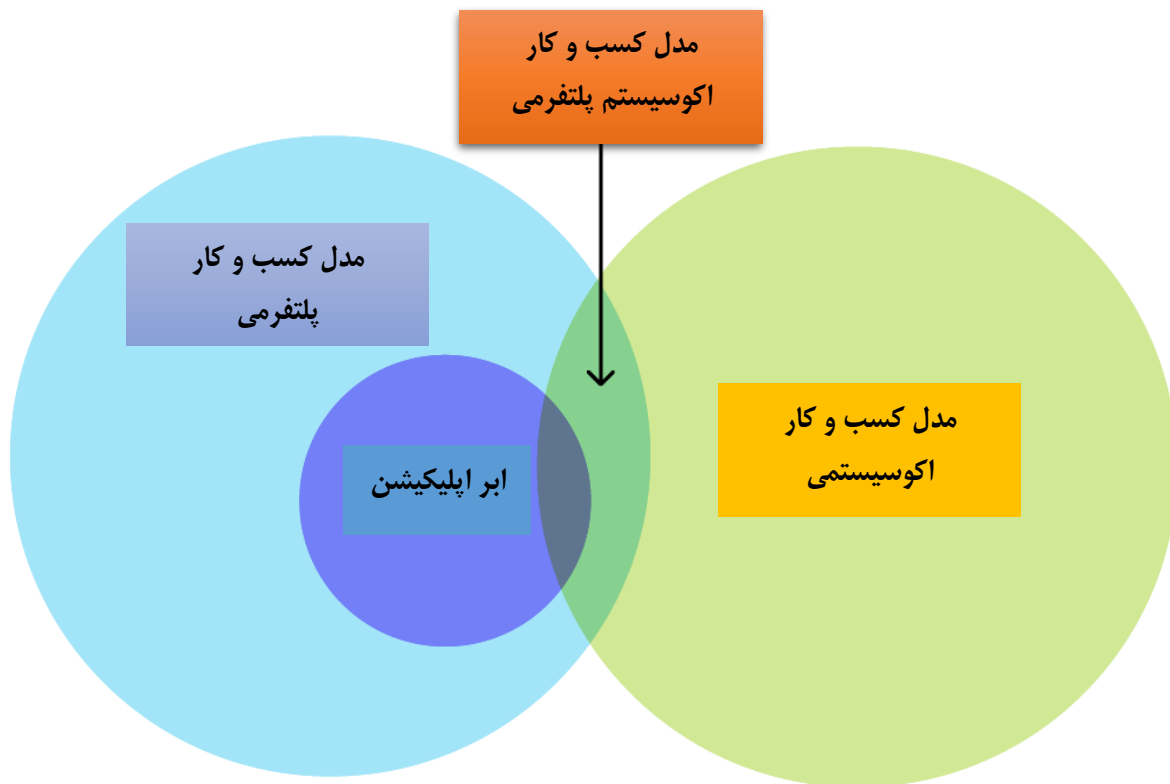 مدل کسب و کار
اکوسیستم پلتفرمی
مدل کسب و کار
پلتفرمی
مدل کسب و کار
اکوسیستمی
ابر اپلیکیشن